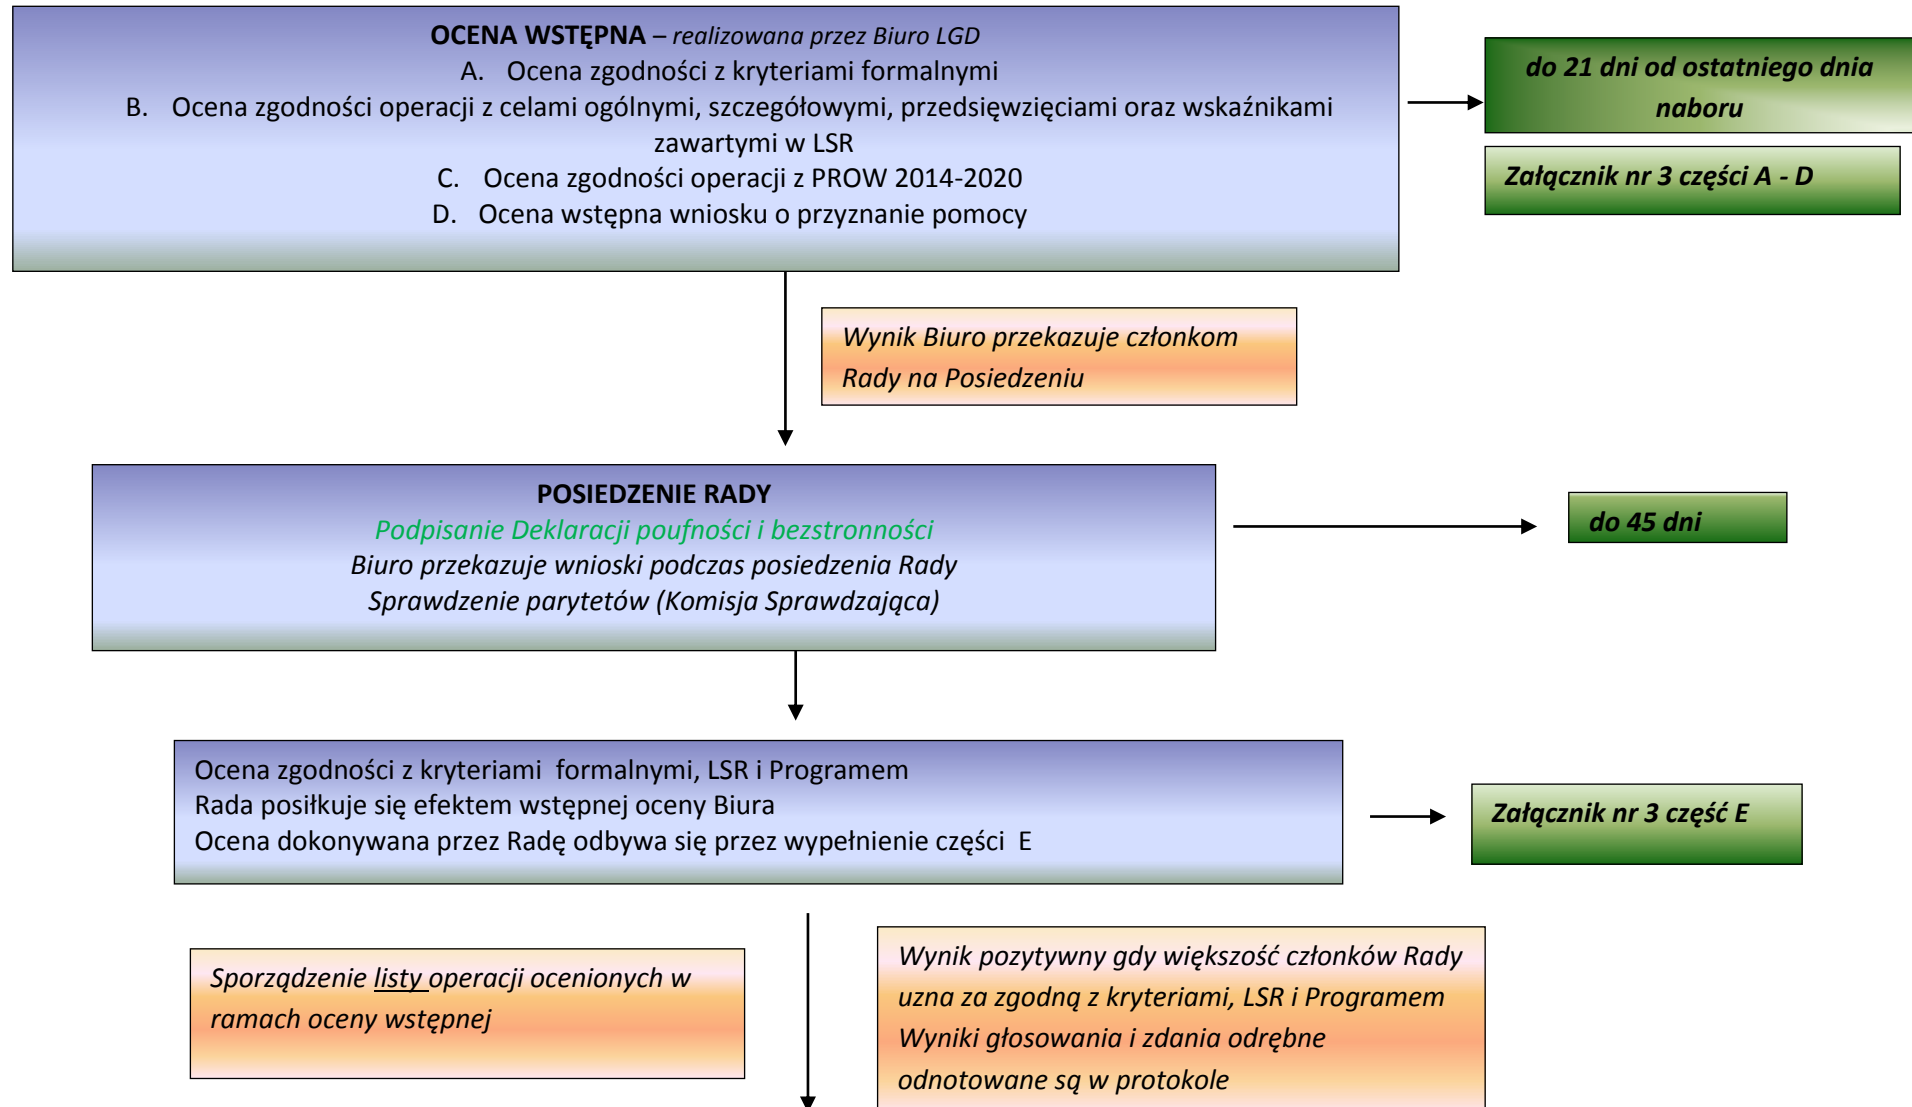 OCENA WSTĘPNA – realizowana przez Biuro LGD
A. Ocena zgodności z kryteriami formalnymi
B. Ocena zgodności operacji z celami ogólnymi, szczegółowymi, przedsięwzięciami oraz wskaźnikami
zawartymi w LSR
C. Ocena zgodności operacji z PROW 2014-2020
D. Ocena wstępna wniosku o przyznanie pomocy
do 21 dni od ostatniego dnia
naboru
Załącznik nr 3 części A - D
Wynik Biuro przekazuje członkom
Rady na Posiedzeniu
POSIEDZENIE RADY
Podpisanie Deklaracji poufności i bezstronności
Biuro przekazuje wnioski podczas posiedzenia Rady
Sprawdzenie parytetów (Komisja Sprawdzająca)
do 45 dni
Ocena zgodności z kryteriami formalnymi, LSR i Programem
Rada posiłkuje się efektem wstępnej oceny Biura
Ocena dokonywana przez Radę odbywa się przez wypełnienie części E
Załącznik nr 3 część E
Sporządzenie listy operacji ocenionych w
ramach oceny wstępnej
Wynik pozytywny gdy większość członków Rady
uzna za zgodną z kryteriami, LSR i Programem
Wyniki głosowania i zdania odrębne
odnotowane są w protokole